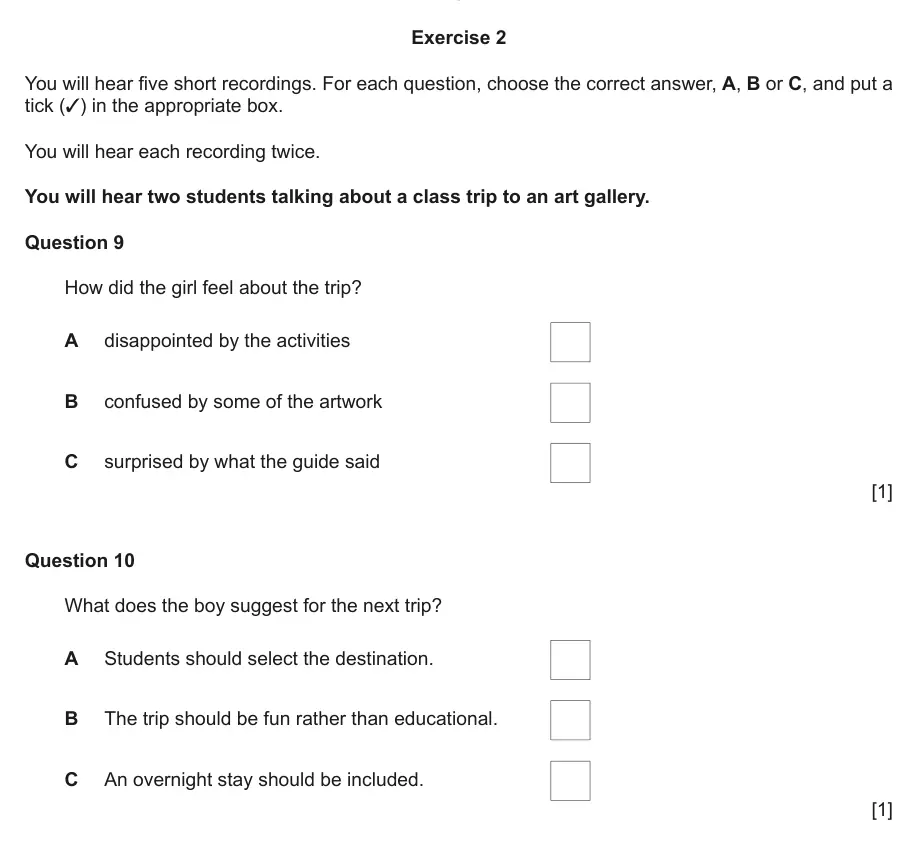 Exercise 2
You will hear five short recordings. For each question, choose the correct answer, A, B or C, and put a
tick (✓) in the appropriate box.
You will hear each recording twice.
You will hear two students talking about a class trip to an art gallery.
Question 9
How did the girl feel about the trip?
A disappointed by the activities
B confused by some of the artwork
C surprised by what the guide said
[1]
Question 10
What does the boy suggest for the next trip?
A Students should select the destination.
B The trip should be fun rather than educational.
C An overnight stay should be included.
[1]